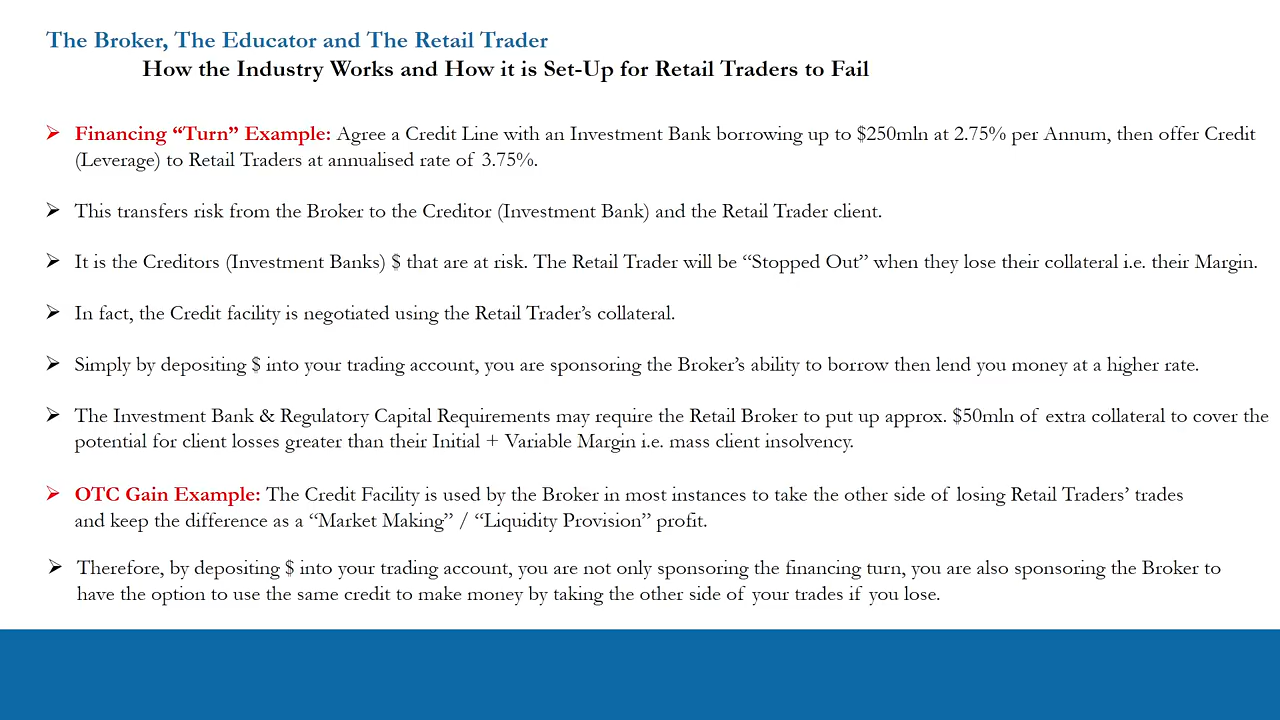 The Broker, The Educator and The Retail Trader
How the Industry Works and How it is Set-Up for Retail Traders to Fail
Financing “Turn” Example: Agree a Credit Line with an Investment Bank borrowing up to $250mln at 2.75% per Annum, then offer Credit
(Leverage) to Retail Traders at annualised rate of 3.75%.
This transfers risk from the Broker to the Creditor (Investment Bank) and the Retail Trader client.
It is the Creditors (Investment Banks) $ that are at risk. The Retail Trader will be “Stopped Out” when they lose their collateral i.e. their Margin.
In fact, the Credit facility is negotiated using the Retail Trader’s collateral.
Simply by depositing $ into your trading account, you are sponsoring the Broker’s ability to borrow then lend you money at a higher rate.
The Investment Bank & Regulatory Capital Requirements may require the Retail Broker to put up approx. $50mln of extra collateral to cover the
potential for client losses greater than their Initial + Variable Margin i.e. mass client insolvency.
OTC Gain Example: The Credit Facility is used by the Broker in most instances to take the other side of losing Retail Traders’ trades
and keep the difference as a “Market Making” / “Liquidity Provision” profit.
Therefore, by depositing $ into your trading account, you are not only sponsoring the financing turn, you are also sponsoring the Broker to
have the option to use the same credit to make money by taking the other side of your trades if you lose.